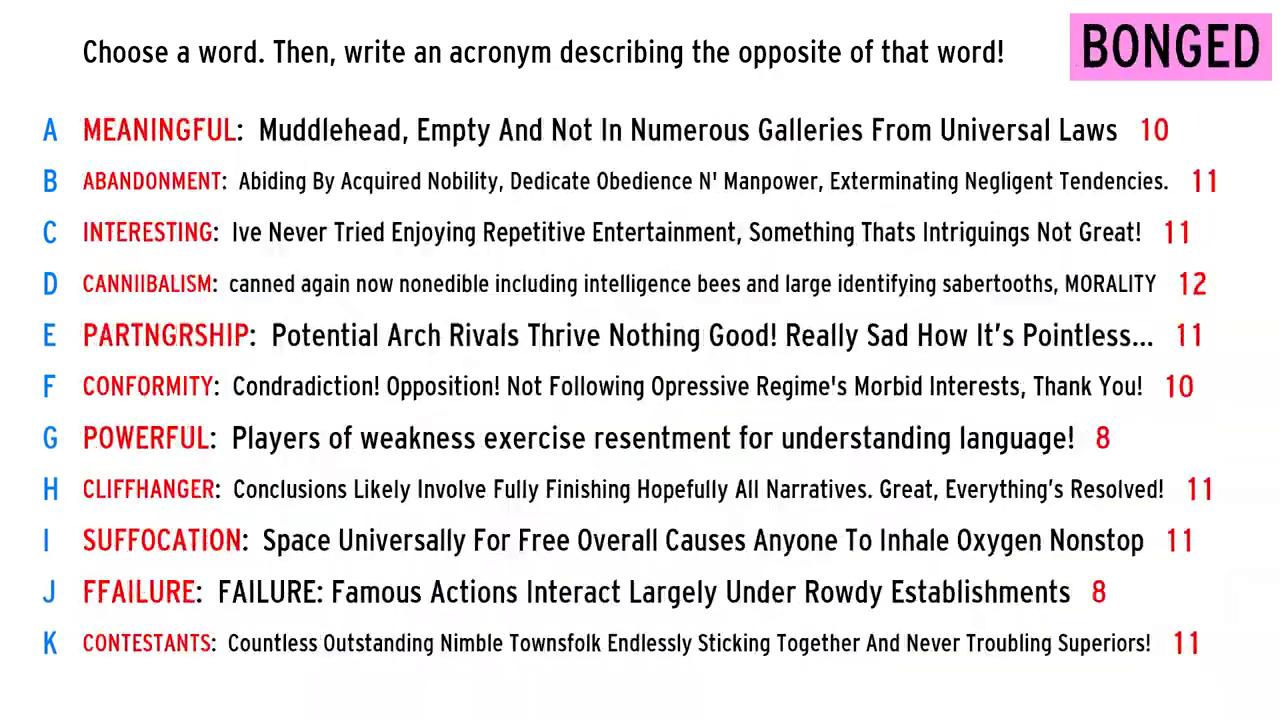 Choose a word. Then, write an acronym describing the opposite of that word!
BONGED
A MEANINGFUL: Muddlehead, Empty And Not In Numerous Galleries From Universal Laws 10
B ABANDONMENT: Abiding By Acquired Nobility, Dedicate Obedience N' Manpower, Exterminating Negligent Tendencies. 11
C INTERESTING: Ive Never Tried Enjoying Repetitive Entertainment, Something Thats Intriguings Not Great! 11
D CANNIIBALISM: canned again now nonedible including intelligence bees and large identifying sabertooths, MORALITY 12
E PARTNGRSHIP: Potential Arch Rivals Thrive Nothing Good! Really Sad How It’s Pointless... 11
F CONFORMITY: Condradiction! Opposition! Not Following Opressive Regime's Morbid Interests, Thank You! 10
G POWERFUL: Players of weakness exercise resentment for understanding language! 8
H CLIFFHANGER: Conclusions Likely Involve Fully Finishing Hopefully All Narratives. Great, Everything’s Resolved! 11
I SUFFOCATION: Space Universally For Free Overall Causes Anyone To Inhale Oxygen Nonstop 11
J FFAILURE: FAILURE: Famous Actions Interact Largely Under Rowdy Establishments 8
K CONTESTANTS: Countless Outstanding Nimble Townsfolk Endlessly Sticking Together And Never Troubling Superiors! 11